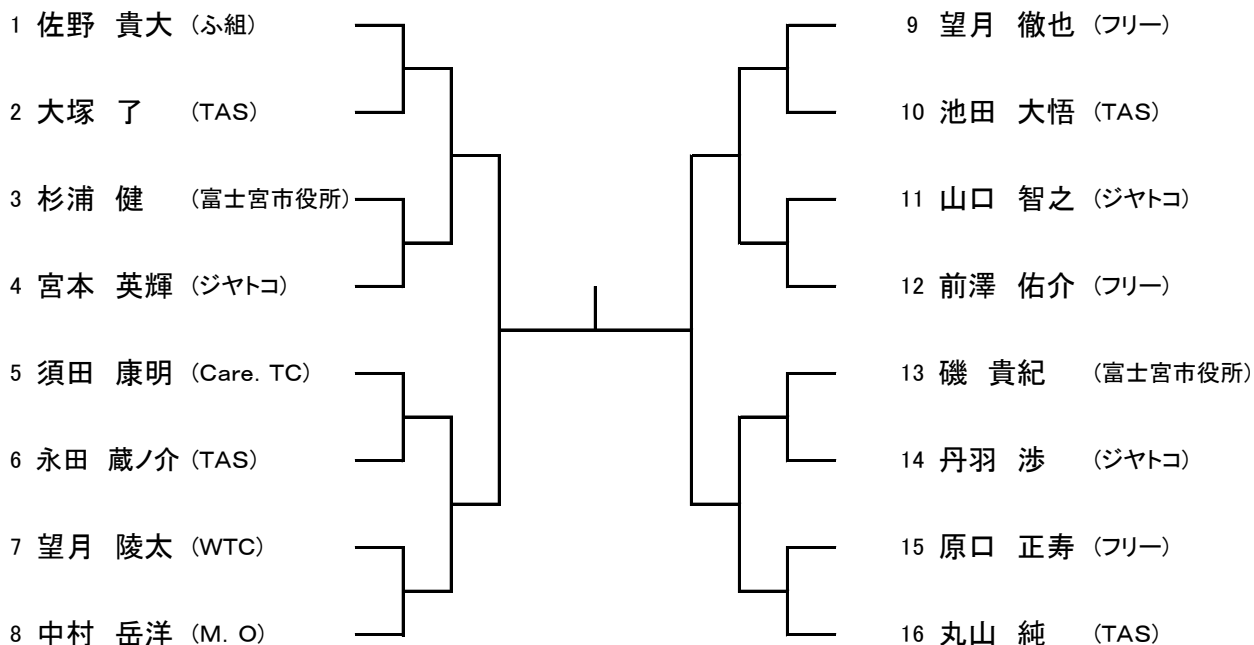 1 佐野 貴大 (ふ組)
2 大塚 了 (TAS)
3 杉浦 健 (富士宮市役所)
4 宮本 英輝 (ジヤトコ)
5 須田 康明 (Care. TC)
6 永田 蔵ノ介 (TAS)
7 望月 陵太 (WTC)
8 中村 岳洋 (M. O)
9 望月 徹也 (フリー)
10 池田 大悟 (TAS)
11 山口 智之 (ジヤトコ)
12 前澤 佑介 (フリー)
13 磯 貴紀 (富士宮市役所)
14 丹羽 渉 (ジヤトコ)
15 原口 正寿 (フリー)
16 丸山 純 (TAS)